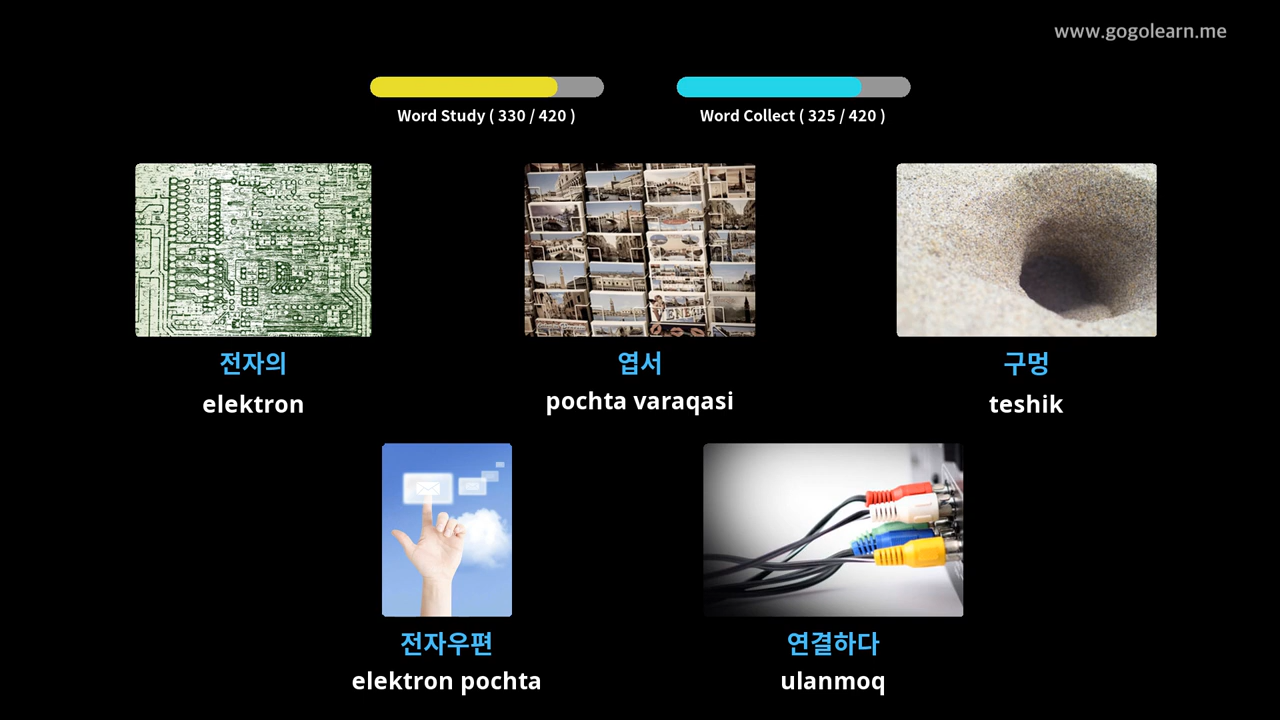 www.gogolearn.me
Word Study ( 330 / 420 )
Word Collect ( 325 / 420 )
전자의
elektron
엽서
pochta varaqasi
구멍
teshik
전자우편
elektron pochta
연결하다
ulanmoq